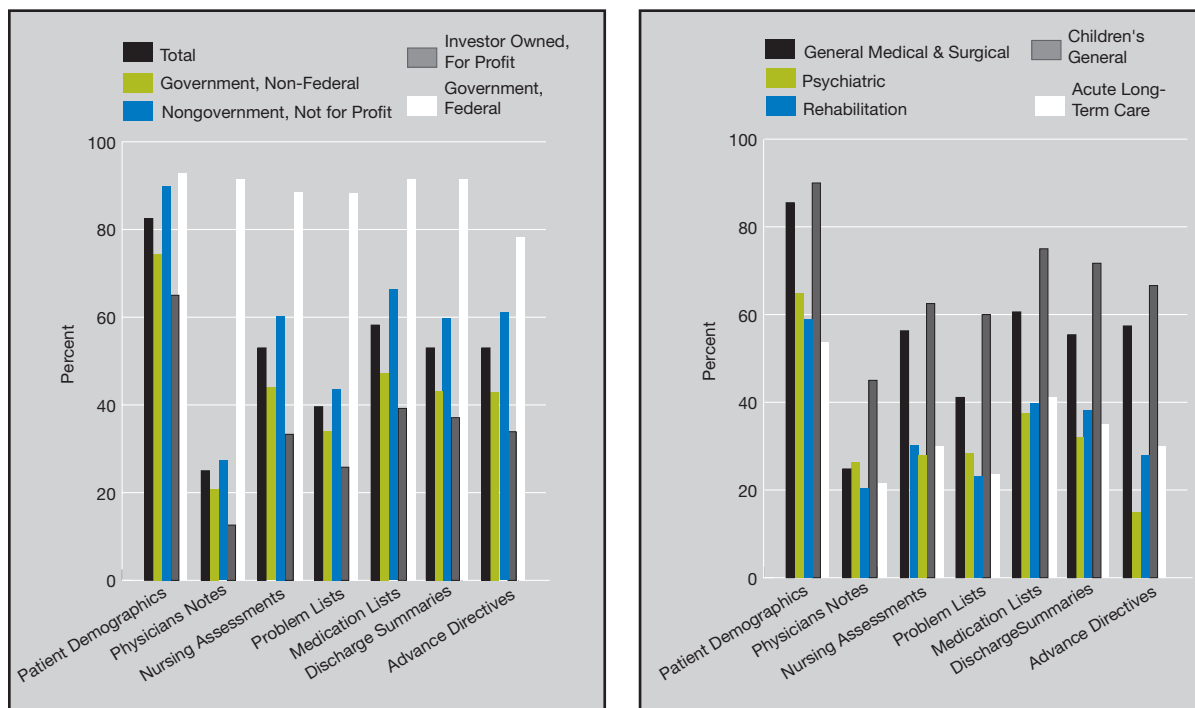 Total
Government, Non-Federal
Nongovernment, Not for Profit
Investor Owned,
For Profit
Government,
Federal
Percent
100
80
60
40
20
0
Patient Demographics
Physicians Notes
Nursing Assessments
Problem Lists
Medication Lists
Discharge Summaries
Advance Directives
General Medical & Surgical
Psychiatric
Rehabilitation
Children's
General
Acute Long-
Term Care
Percent
100
80
60
40
20
0
Patient Demographics
Physicians Notes
Nursing Assessments
Problem Lists
Medication Lists
DischargeSummaries
Advance Directives